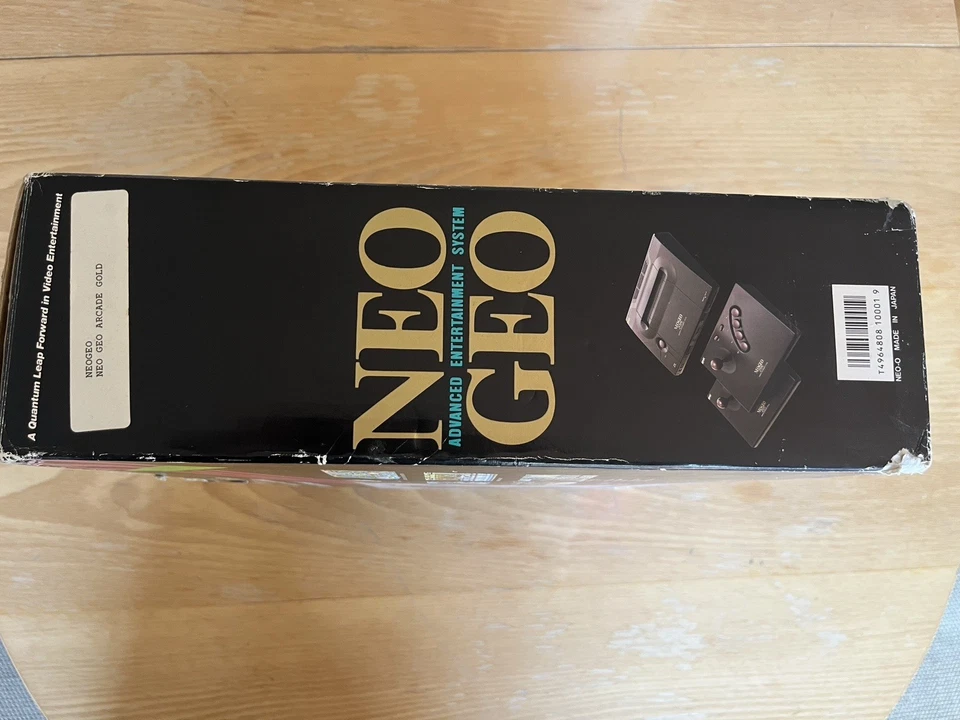 A Quantum Leap Forward in Video Entertainment
NEOGEO
NEO GEO ARCADE GOLD
NEO
ADVANCED ENTERTAINMENT SYSTEM
GEO
T4964808 10001 9
NEO-O MADE IN JAPAN